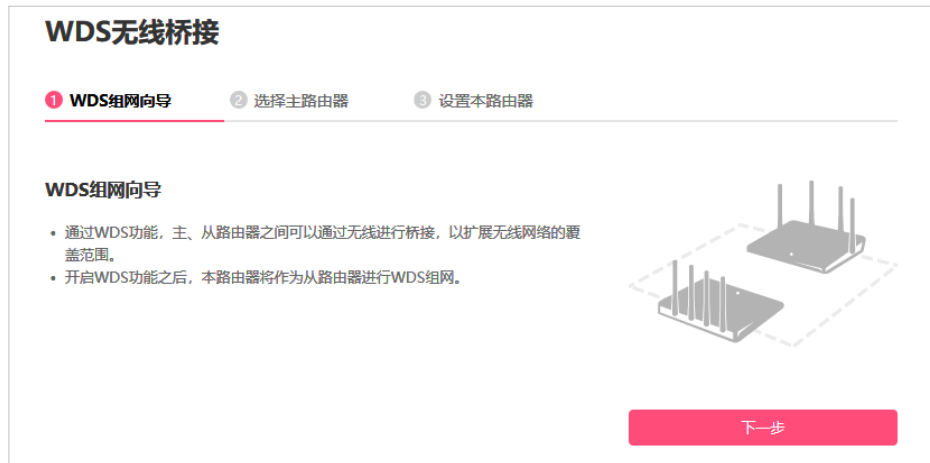 WDS无线桥接
1 WDS组网向导 2 选择主路由器 3 设置本路由器
WDS组网向导
• 通过WDS功能，主、从路由器之间可以通过无线进行桥接，以扩展无线网络的覆
盖范围。
• 开启WDS功能之后，本路由器将作为从路由器进行WDS组网。
下一步